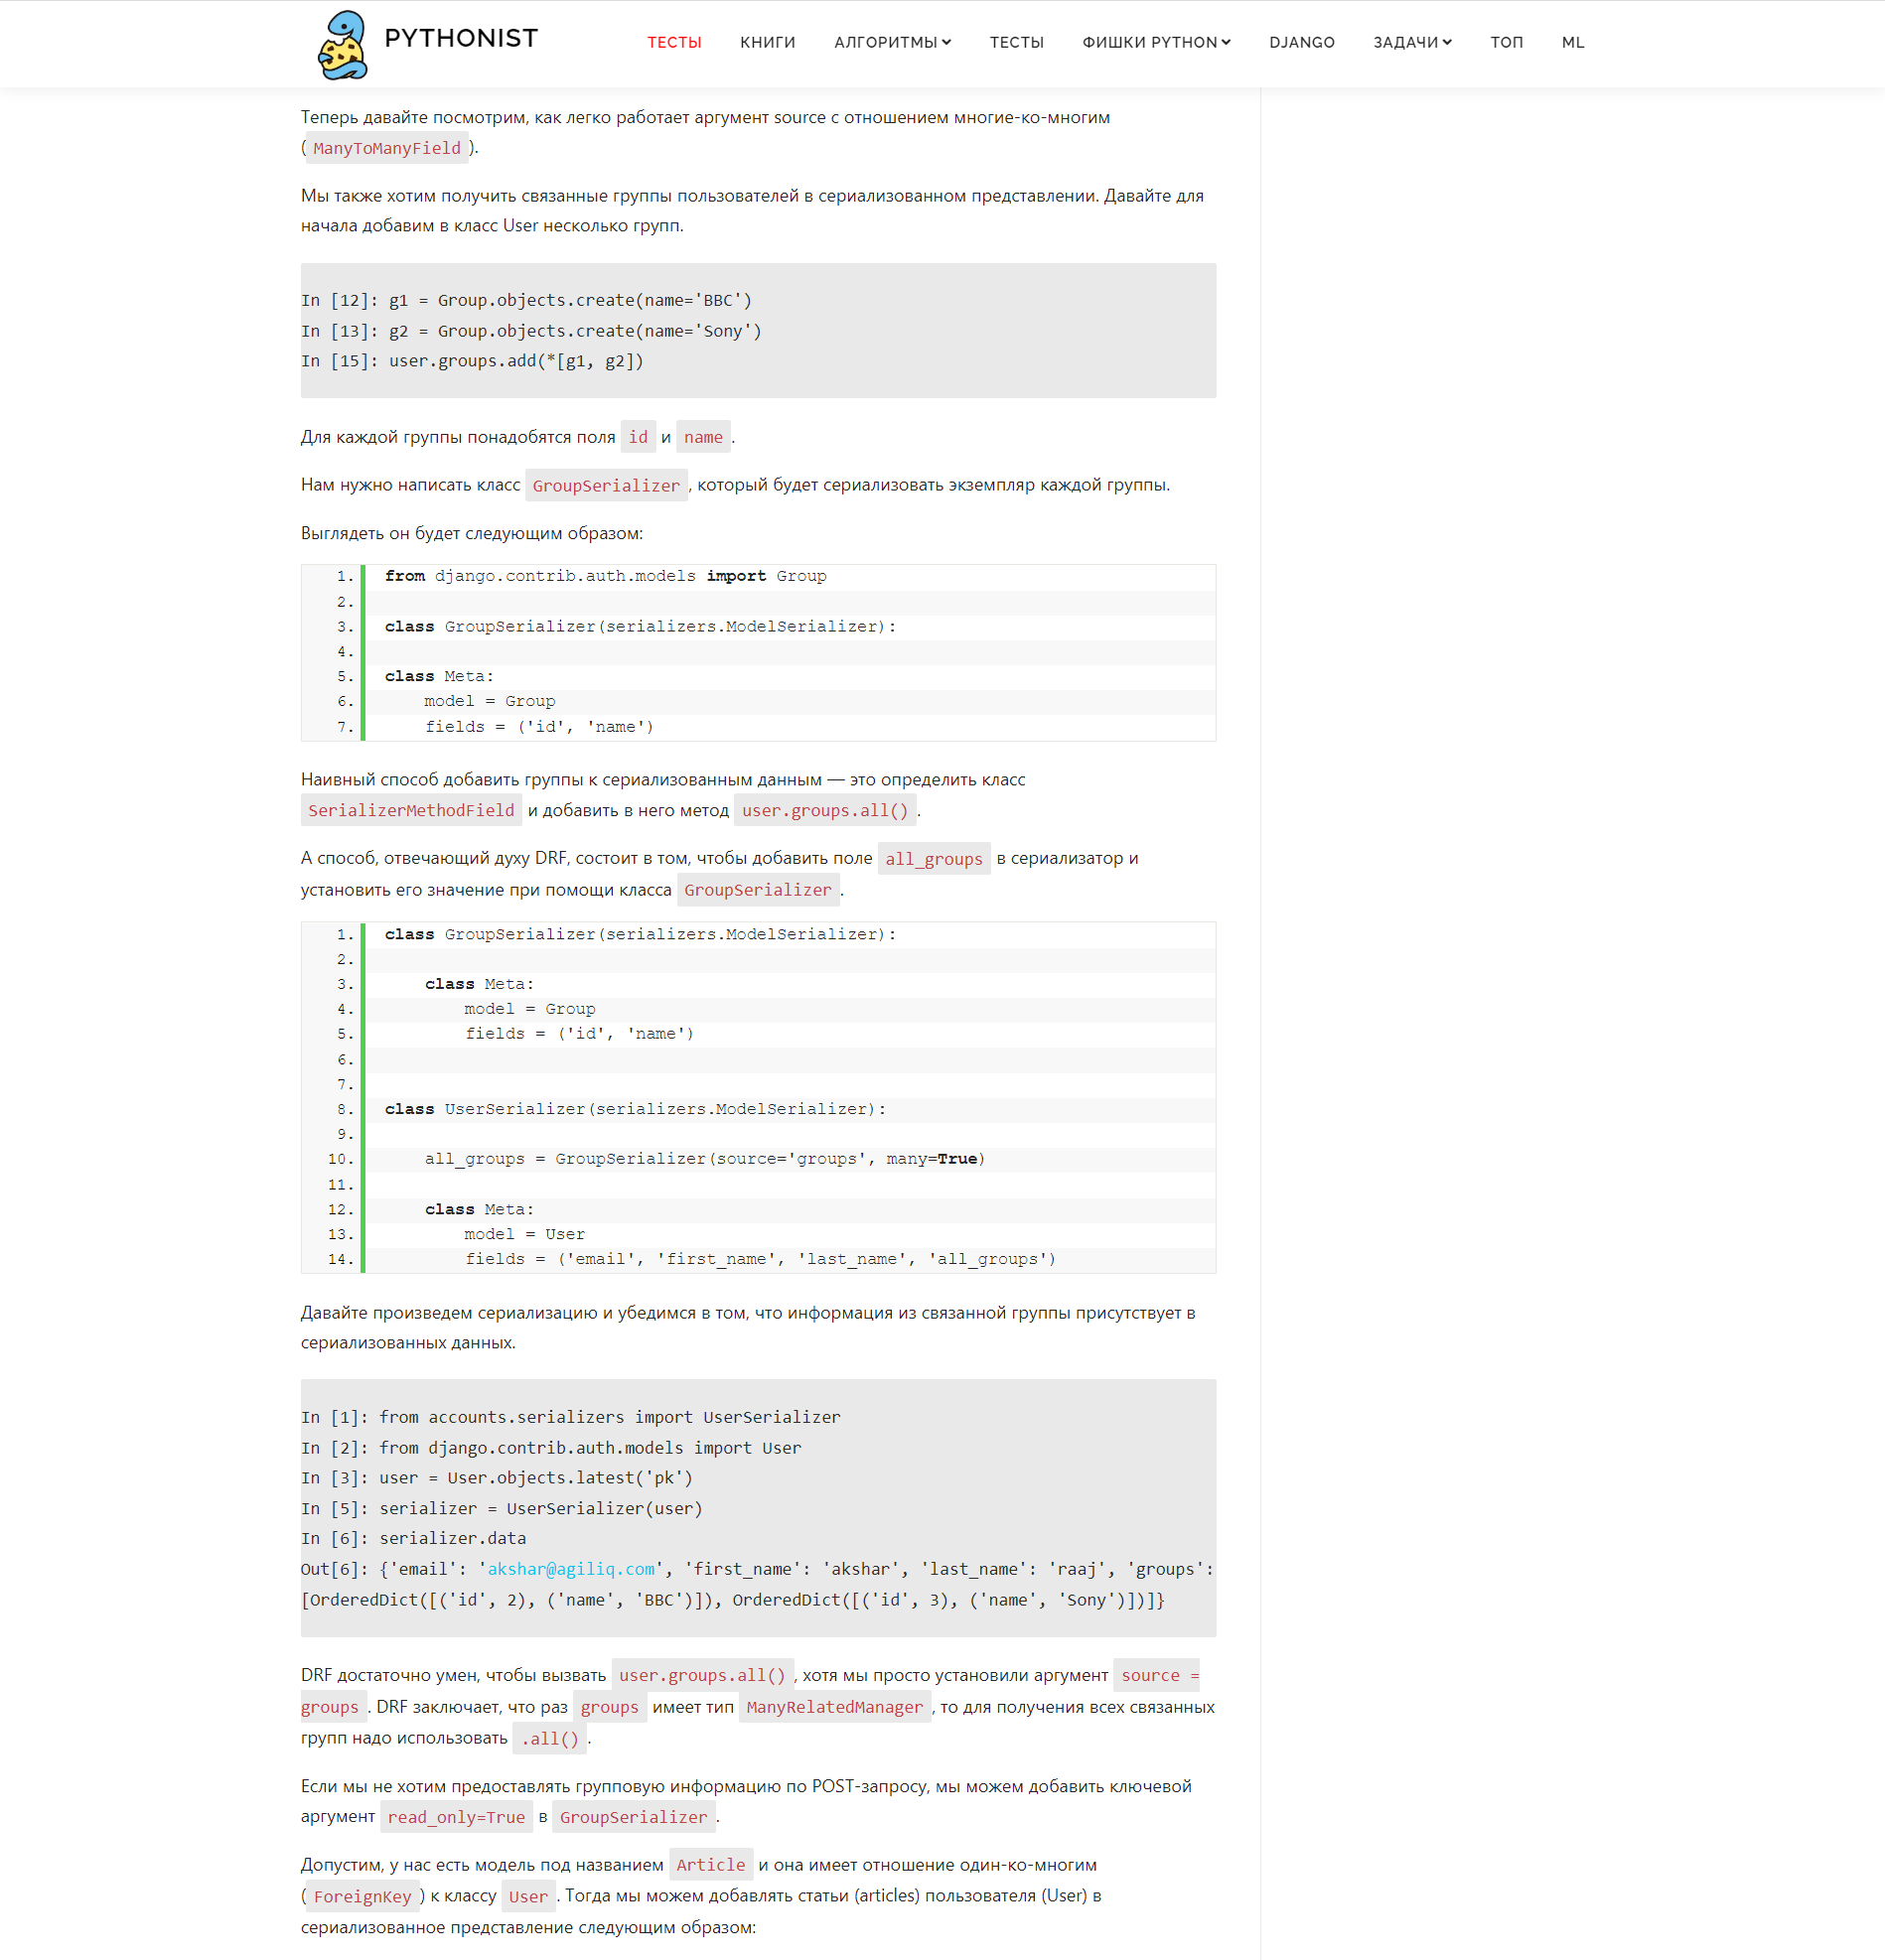 PYTHONIST
ТЕСТЫ КНИГИ АЛГОРИТМЫ ТЕСТЫ ФИШКИ PYTHON DJANGO ЗАДАЧИ ТОП ML
Теперь давайте посмотрим, как легко работает аргумент source с отношением многие-ко-многим
( ManyToManyField ).
Мы также хотим получить связанные группы пользователей в сериализованном представлении. Давайте для
начала добавим в класс User несколько групп.
In [12]: g1 = Group.objects.create(name='BBC')
In [13]: g2 = Group.objects.create(name='Sony')
In [15]: user.groups.add(*[g1, g2])
Для каждой группы понадобятся поля id и name .
Нам нужно написать класс GroupSerializer , который будет сериализовать экземпляр каждой группы.
Выглядеть он будет следующим образом:
1. from django.contrib.auth.models import Group
2.
3. class GroupSerializer(serializers.ModelSerializer):
4.
5. class Meta:
6.     model = Group
7.     fields = ('id', 'name')
Наивный способ добавить группы к сериализованным данным — это определить класс
SerializerMethodField и добавить в него метод user.groups.all() .
А способ, отвечающий духу DRF, состоит в том, чтобы добавить поле all_groups в сериализатор и
установить его значение при помощи класса GroupSerializer .
1. class GroupSerializer(serializers.ModelSerializer):
2.
3.     class Meta:
4.         model = Group
5.         fields = ('id', 'name')
6.
7.
8. class UserSerializer(serializers.ModelSerializer):
9.
10.     all_groups = GroupSerializer(source='groups', many=True)
11.
12.     class Meta:
13.         model = User
14.         fields = ('email', 'first_name', 'last_name', 'all_groups')
Давайте произведем сериализацию и убедимся в том, что информация из связанной группы присутствует в
сериализованных данных.
In [1]: from accounts.serializers import UserSerializer
In [2]: from django.contrib.auth.models import User
In [3]: user = User.objects.latest('pk')
In [5]: serializer = UserSerializer(user)
In [6]: serializer.data
Out[6]: {'email': 'akshar@agiliq.com', 'first_name': 'akshar', 'last_name': 'raaj', 'groups':
[OrderedDict([('id', 2), ('name', 'BBC')]), OrderedDict([('id', 3), ('name', 'Sony')])]}
DRF достаточно умен, чтобы вызвать user.groups.all() , хотя мы просто установили аргумент source =
groups . DRF заключает, что раз groups имеет тип ManyRelatedManager , то для получения всех связанных
групп надо использовать .all() .
Если мы не хотим предоставлять групповую информацию по POST-запросу, мы можем добавить ключевой
аргумент read_only=True в GroupSerializer .
Допустим, у нас есть модель под названием Article и она имеет отношение один-ко-многим
( ForeignKey ) к классу User . Тогда мы можем добавлять статьи (articles) пользователя (User) в
сериализованное представление следующим образом: